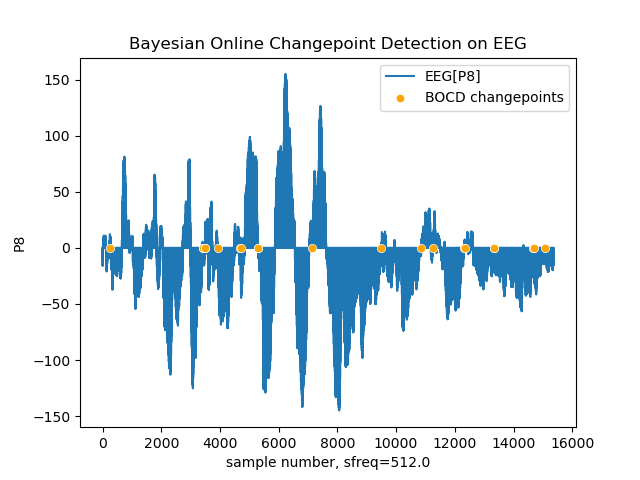 Bayesian Online Changepoint Detection on EEG
EEG[P8]
BOCD changepoints
150
100
50
0
−50
−100
−150
P8
0 2000 4000 6000 8000 10000 12000 14000 16000
sample number, sfreq=512.0